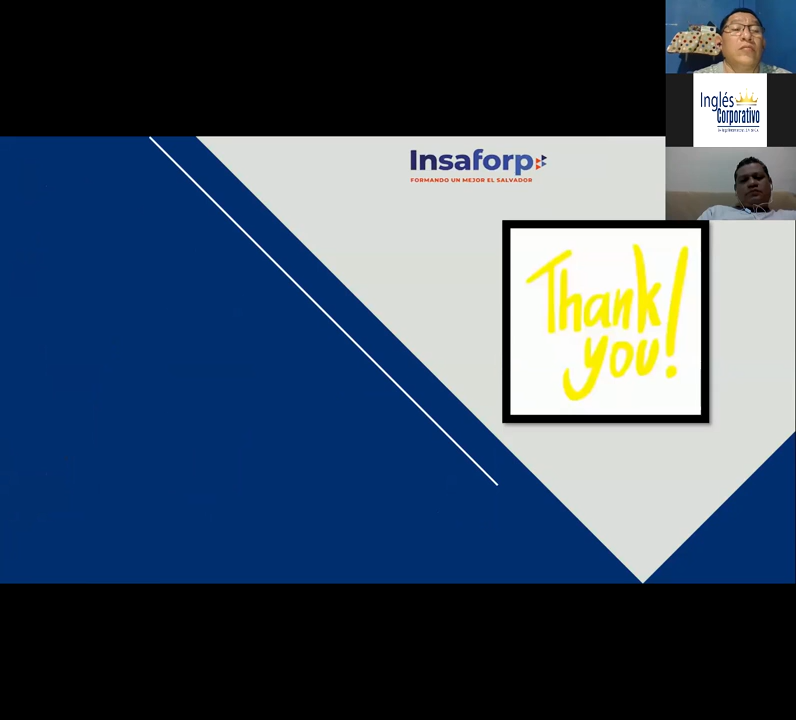 Insaforp
FORMANDO UN MEJOR EL SALVADOR
Inglés
Corporativo
Thank
you!